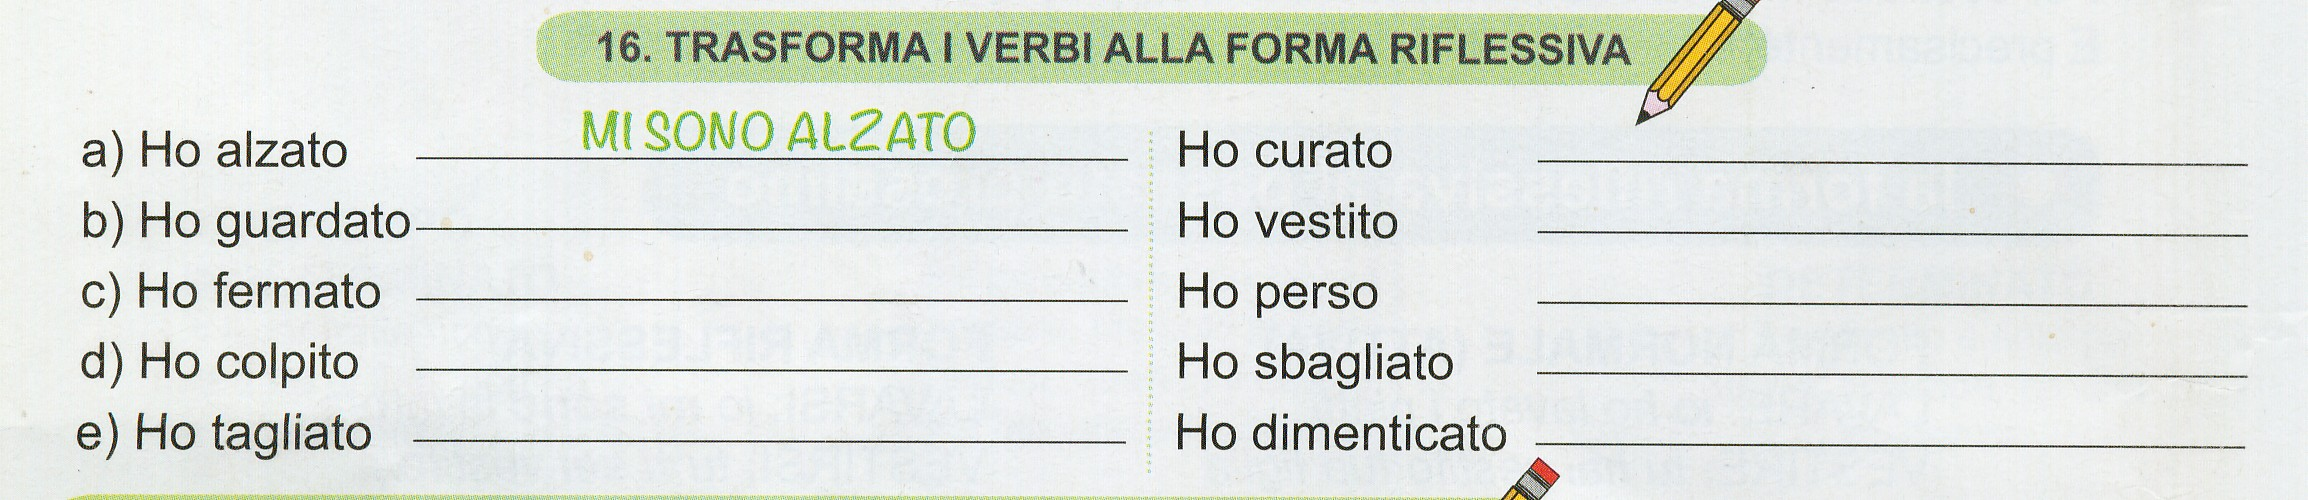 16. TRASFORMA I VERBI ALLA FORMA RIFLESSIVA
a) Ho alzato MI SONO ALZATO
b) Ho guardato
c) Ho fermato
d) Ho colpito
e) Ho tagliato
Ho curato
Ho vestito
Ho perso
Ho sbagliato
Ho dimenticato